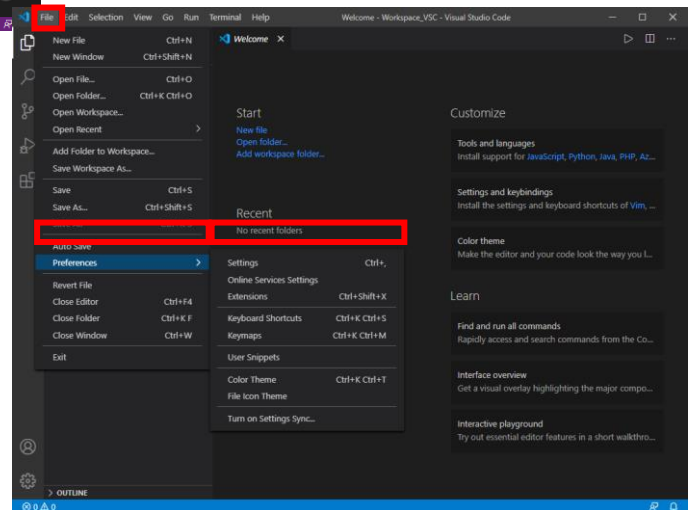 File Edit Selection View Go Run Terminal Help Welcome - Workspace_VSC - Visual Studio Code
New File Ctrl+N
New Window Ctrl+Shift+N
Open File... Ctrl+O
Open Folder... Ctrl+K Ctrl+O
Open Workspace...
Open Recent
Add Folder to Workspace...
Save Workspace As...
Save Ctrl+S
Save As... Ctrl+Shift+S
Auto Save
Preferences
Revert File
Close Editor Ctrl+F4
Close Folder Ctrl+K F
Close Window Ctrl+W
Exit
Settings Ctrl+,
Online Services Settings
Extensions Ctrl+Shift+X
Keyboard Shortcuts Ctrl+K Ctrl+S
Keymaps Ctrl+K Ctrl+M
User Snippets
Color Theme Ctrl+K Ctrl+T
File Icon Theme
Turn on Settings Sync...
Welcome
Start
New file
Open folder...
Add workspace folder...
Recent
No recent folders
Customize
Tools and languages
Install support for JavaScript, Python, Java, PHP, Az...
Settings and keybindings
Install the settings and keyboard shortcuts of Vim, ...
Color theme
Make the editor and your code look the way you l...
Learn
Find and run all commands
Rapidly access and search commands from the Co...
Interface overview
Get a visual overlay highlighting the major compo...
Interactive playground
Try out essential editor features in a short walkthro...
> OUTLINE
0 0